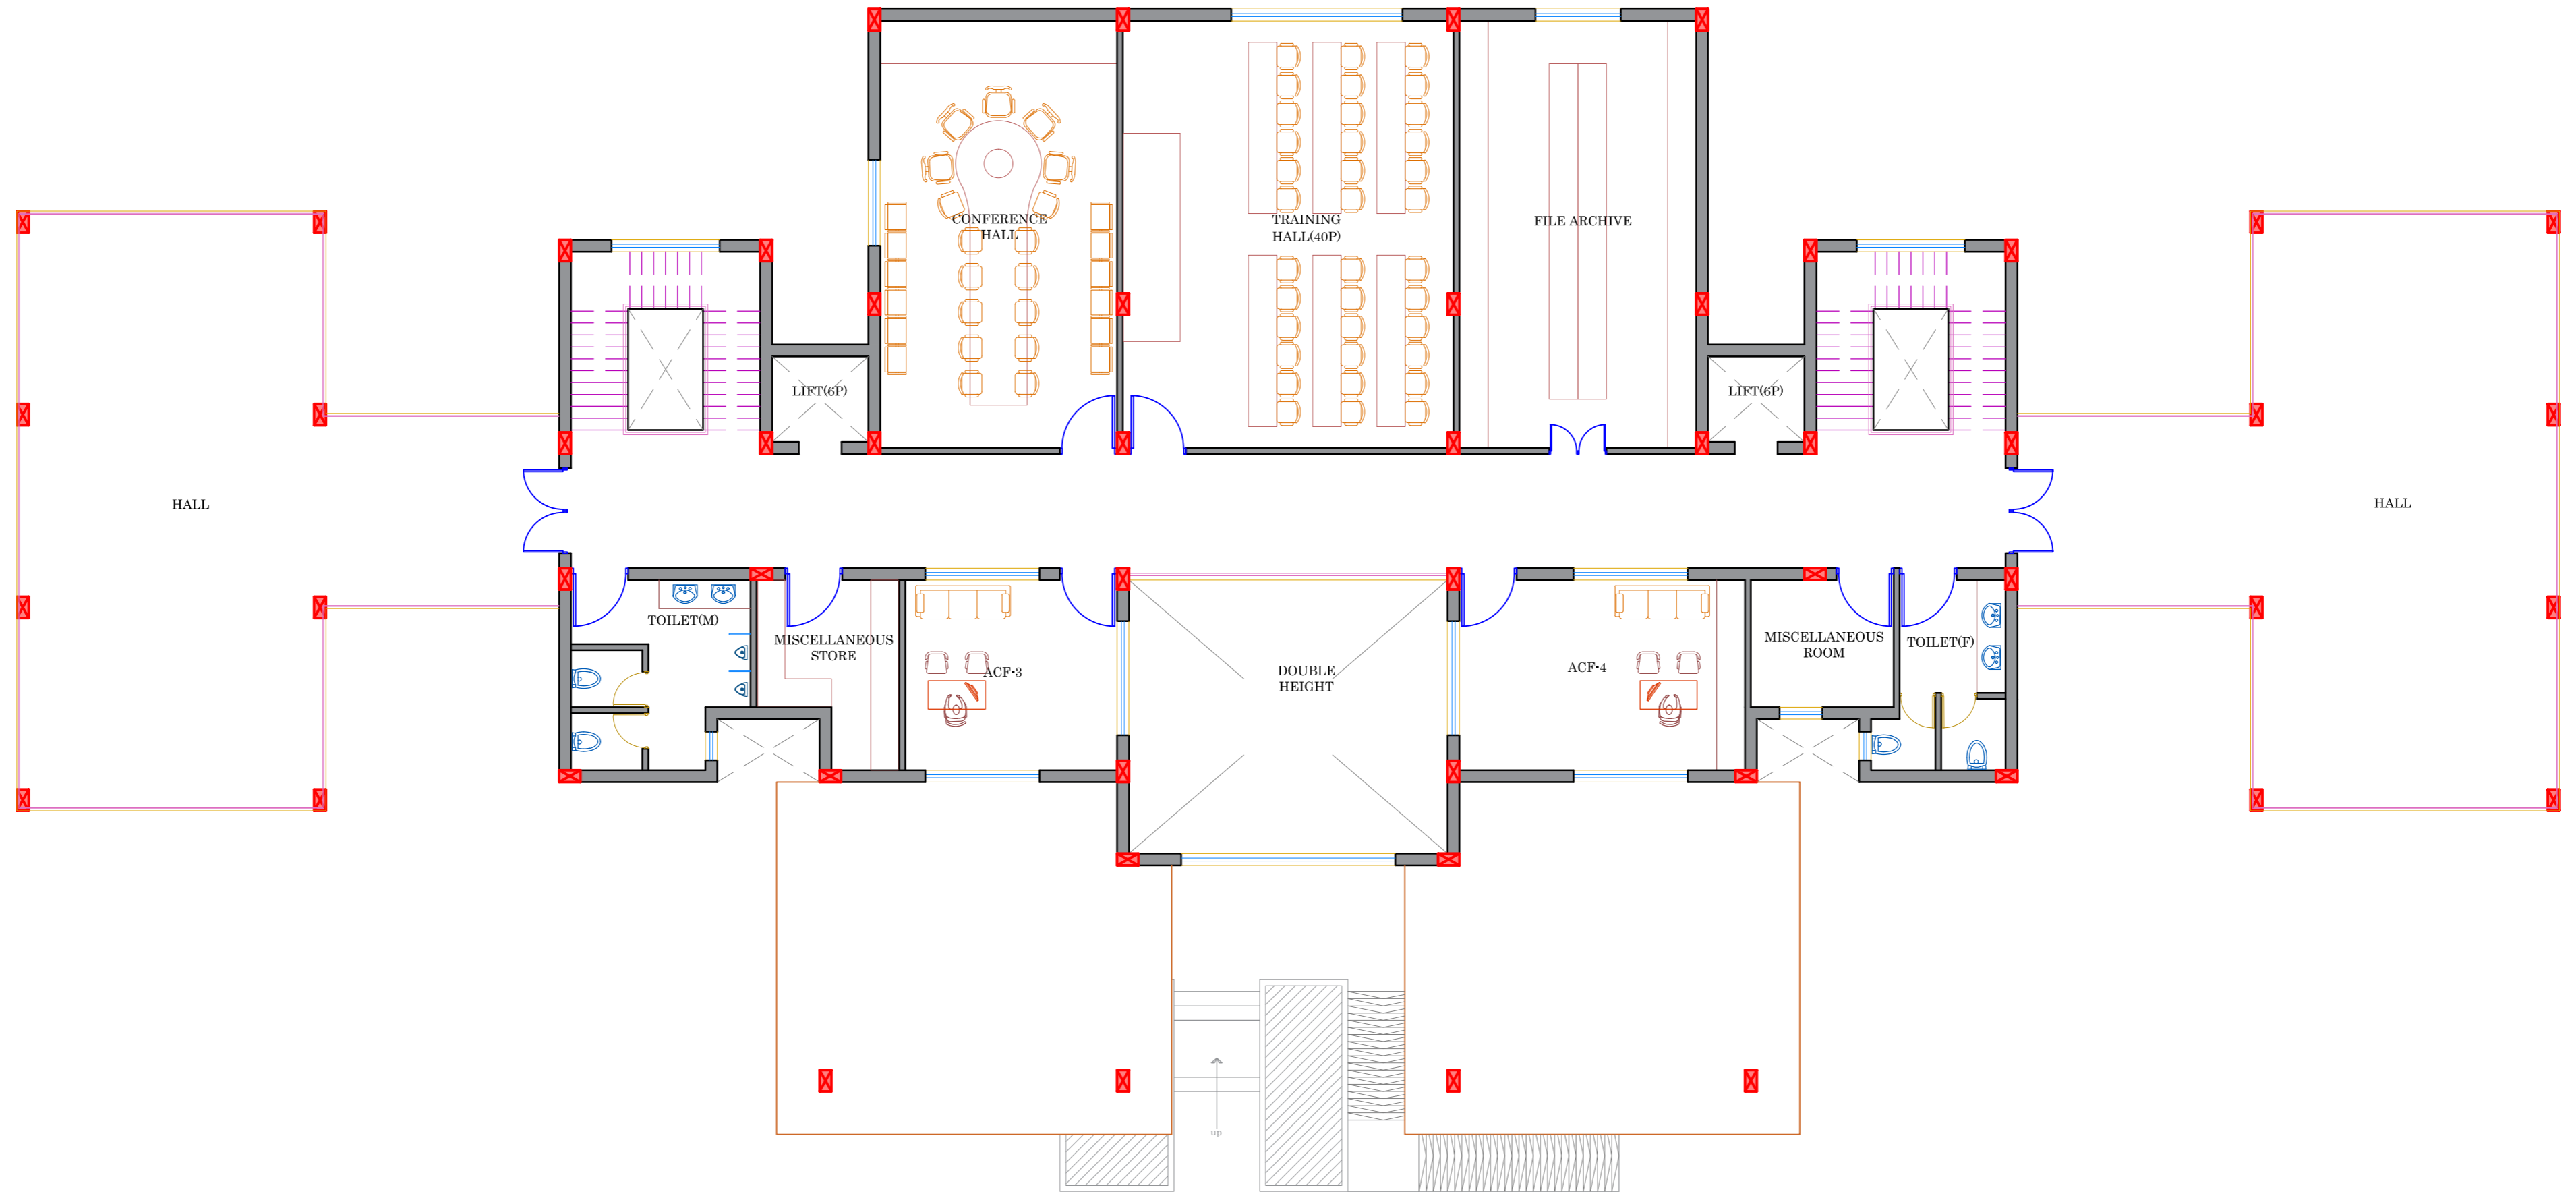 CONFERENCE
HALL
TRAINING
HALL(40P)
FILE ARCHIVE
LIFT(6P)
LIFT(6P)
HALL
HALL
TOILET(M)
MISCELLANEOUS
STORE
ACF-3
DOUBLE
HEIGHT
ACF-4
MISCELLANEOUS
ROOM
TOILET(F)
up